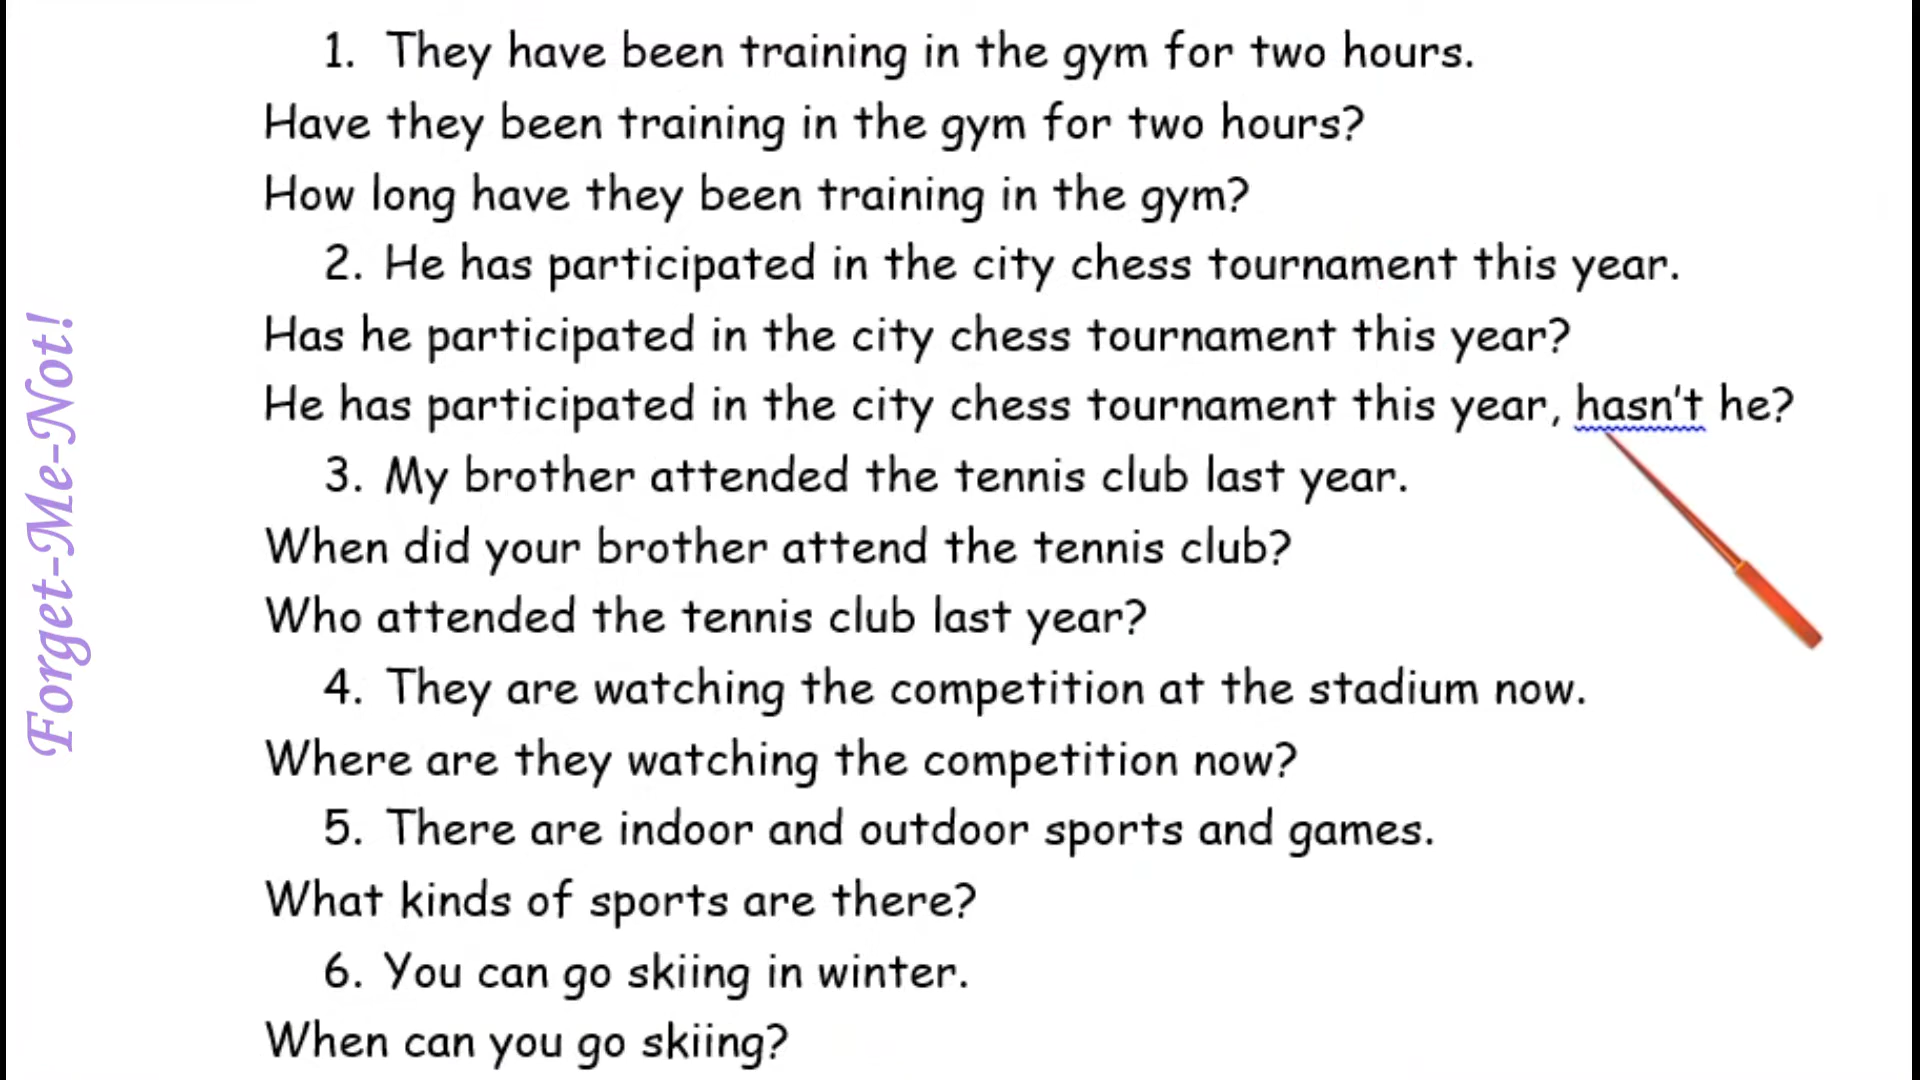 1. They have been training in the gym for two hours.
Have they been training in the gym for two hours?
How long have they been training in the gym?
2. He has participated in the city chess tournament this year.
Has he participated in the city chess tournament this year?
He has participated in the city chess tournament this year, hasn't he?
3. My brother attended the tennis club last year.
When did your brother attend the tennis club?
Who attended the tennis club last year?
4. They are watching the competition at the stadium now.
Where are they watching the competition now?
5. There are indoor and outdoor sports and games.
What kinds of sports are there?
6. You can go skiing in winter.
When can you go skiing?
Forget-Me-Not!